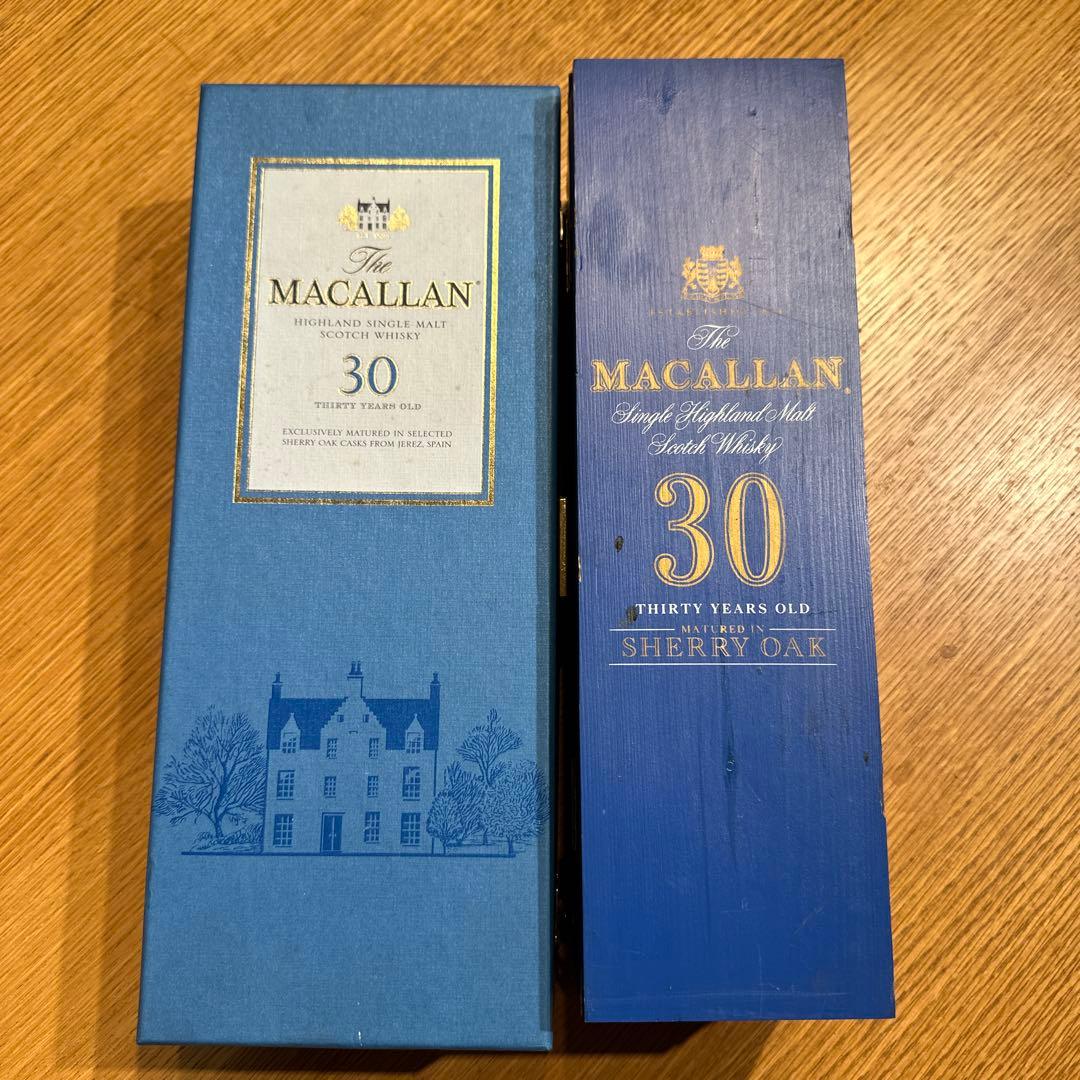 The
MACALLAN
HIGHLAND SINGLE MALT
SCOTCH WHISKY
30
THIRTY YEARS OLD
EXCLUSIVELY MATURED IN SELECTED
SHERRY OAK CASKS FROM JEREZ, SPAIN
The
MACALLAN.
Single Highland Malt
Scotch Whisky
30
THIRTY YEARS OLD
MATURED IN
SHERRY OAK